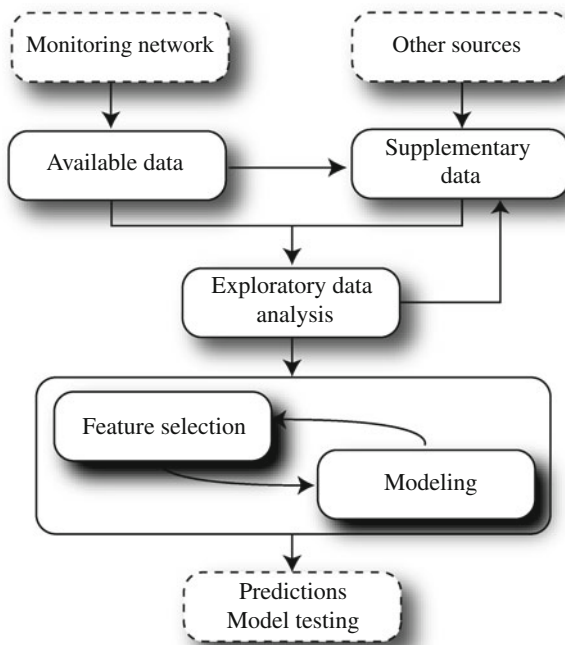 Monitoring network
Other sources
Available data
Supplementary
data
Exploratory data
analysis
Feature selection
Modeling
Predictions
Model testing